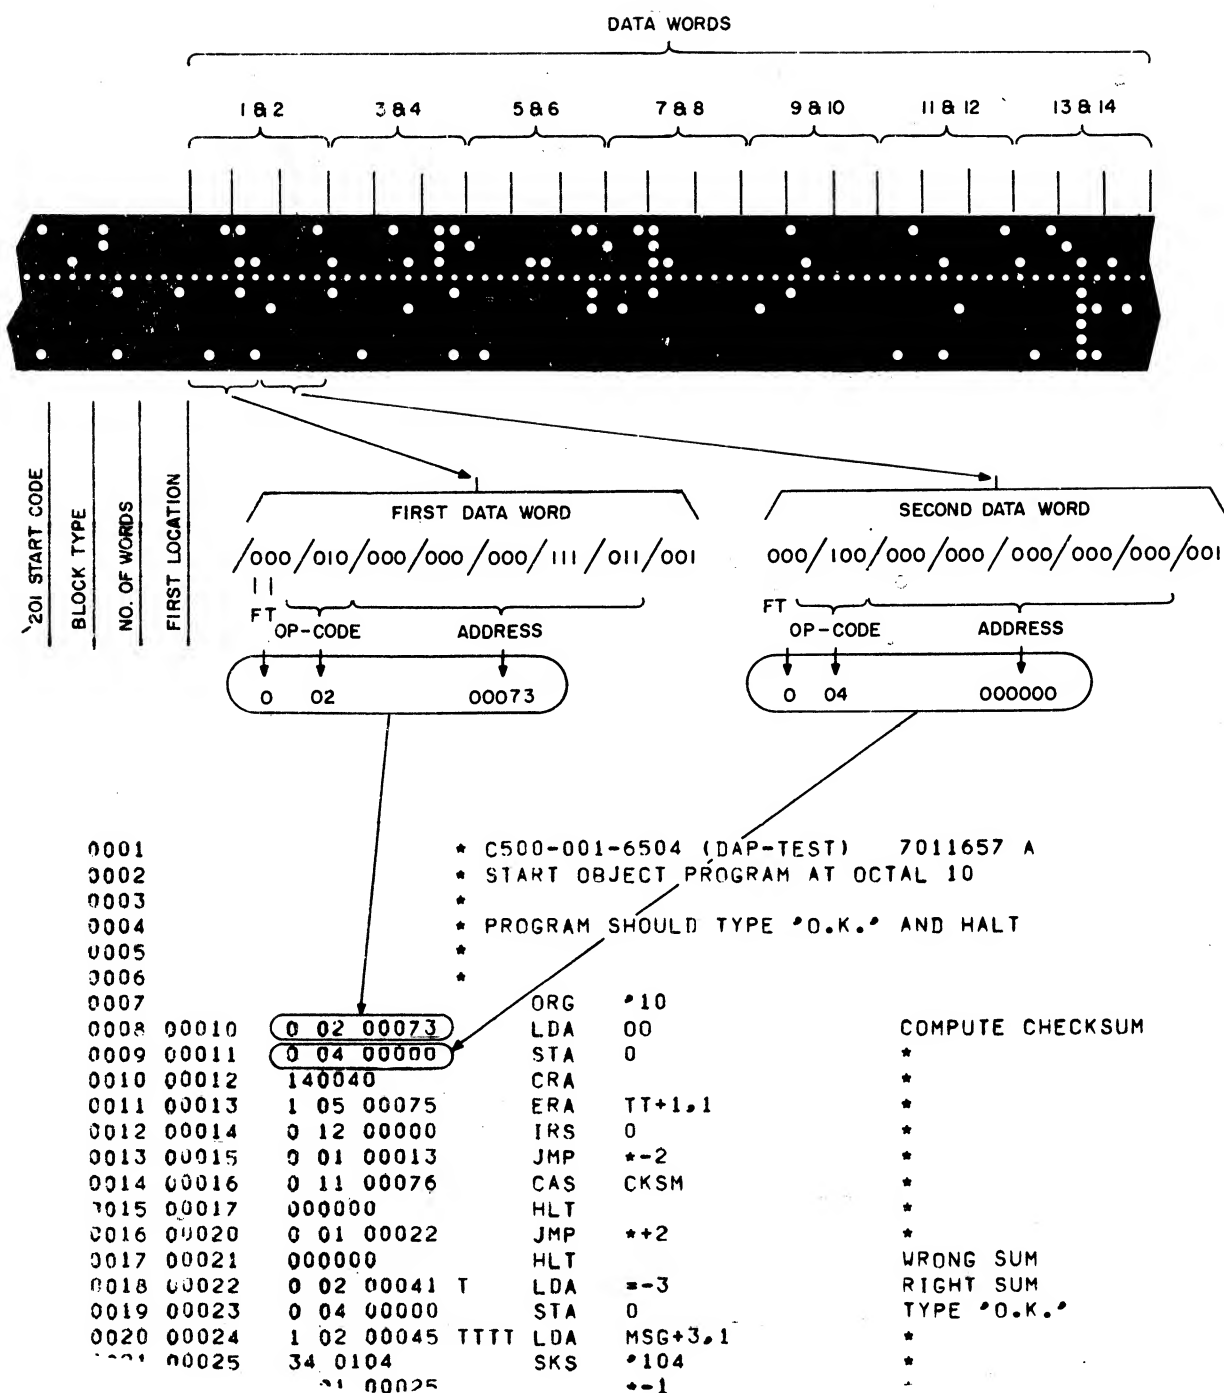 DATA WORDS
1 & 2 3 & 4 5 & 6 7 & 8 9 & 10 11 & 12 13 & 14
'201 START CODE
BLOCK TYPE
NO. OF WORDS
FIRST LOCATION
FIRST DATA WORD
/000/010/000/000/000/111/011/001
FT
OP-CODE ADDRESS
0 02 00073
SECOND DATA WORD
000/100/000/000/000/000/000/001
FT
OP-CODE ADDRESS
0 04 000000
0001 * C500-001-6504 (DAP-TEST) 7011657 A
0002 * START OBJECT PROGRAM AT OCTAL 10
0003 *
0004 * PROGRAM SHOULD TYPE 'O.K.' AND HALT
0005 *
0006 *
0007 ORG '10
0008 00010 0 02 00073 LDA 00 COMPUTE CHECKSUM
0009 00011 0 04 00000 STA 0 *
0010 00012 140040 CRA *
0011 00013 1 05 00075 ERA TT+1,1 *
0012 00014 0 12 00000 IRS 0 *
0013 00015 0 01 00013 JMP *-2 *
0014 00016 0 11 00076 CAS CKSM *
0015 00017 000000 HLT *
0016 00020 0 01 00022 JMP *+2 *
0017 00021 000000 HLT WRONG SUM
0018 00022 0 02 00041 T LDA =-3 RIGHT SUM
0019 00023 0 04 00000 STA 0 TYPE 'O.K.'
0020 00024 1 02 00045 TTTT LDA MSG+3,1 *
00025 34 0104 SKS '104 *
01 00025 *-1